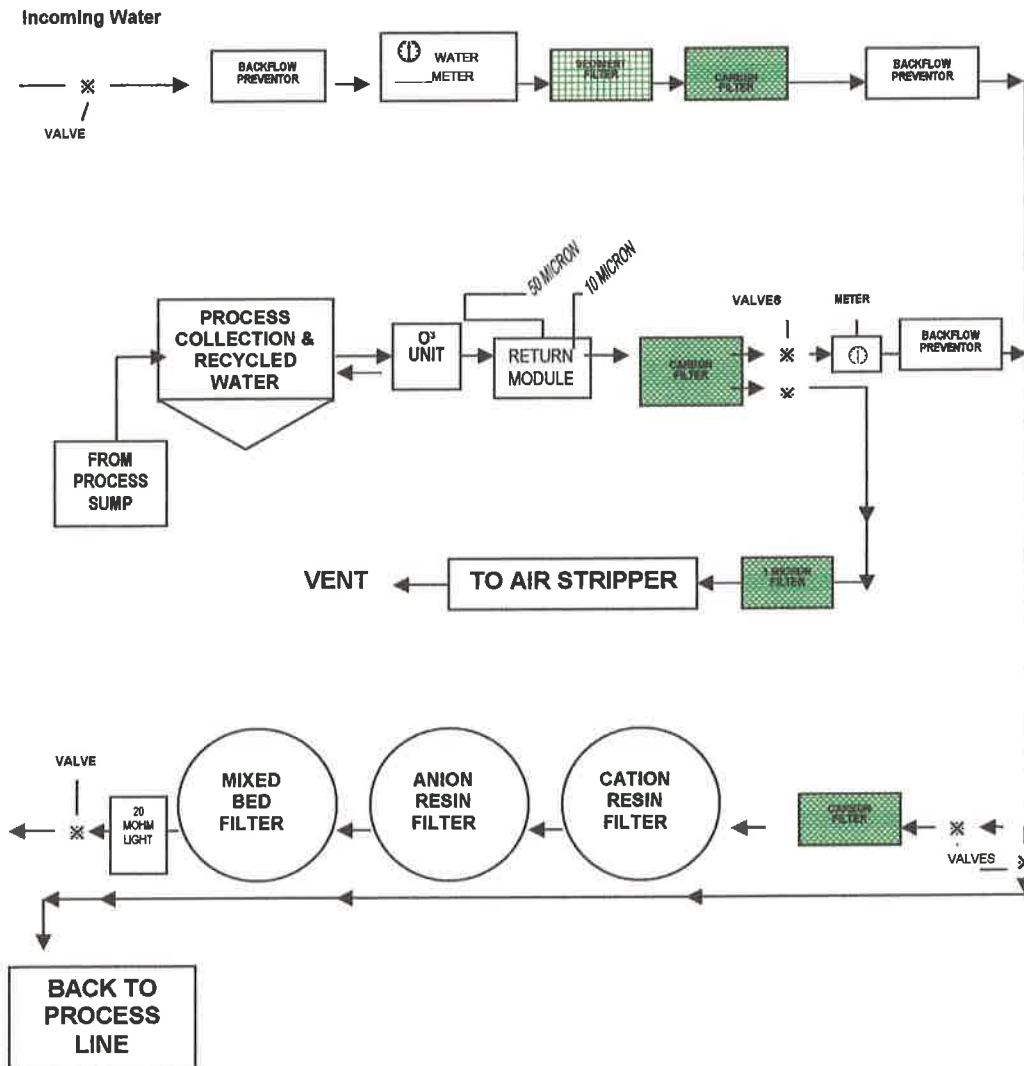 Incoming Water
VALVE
BACKFLOW
PREVENTOR
WATER
METER
SEDIMENT
FILTER
CARBON
FILTER
BACKFLOW
PREVENTOR
50 MICRON
10 MICRON
PROCESS
COLLECTION &
RECYCLED
WATER
O³
UNIT
RETURN
MODULE
CARBON
FILTER
VALVES
METER
BACKFLOW
PREVENTOR
FROM
PROCESS
SUMP
VENT
TO AIR STRIPPER
1 MICRON
FILTER
VALVE
20
MOHM
LIGHT
MIXED
BED
FILTER
ANION
RESIN
FILTER
CATION
RESIN
FILTER
CARBON
FILTER
VALVES
BACK TO
PROCESS
LINE